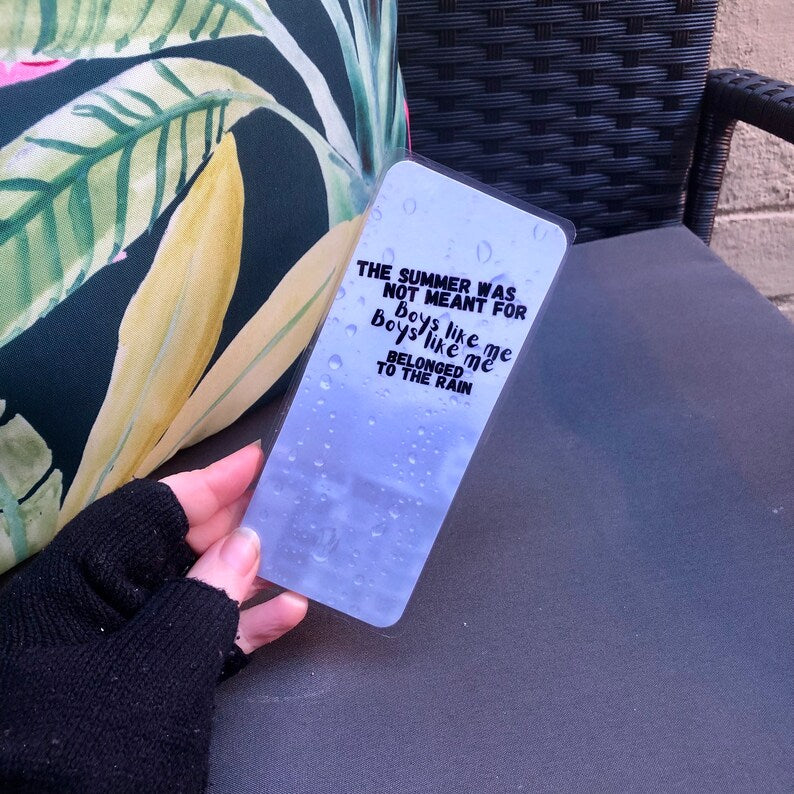 THE SUMMER WAS
NOT MEANT FOR
Boys like me
Boys like me
BELONGED
TO THE RAIN